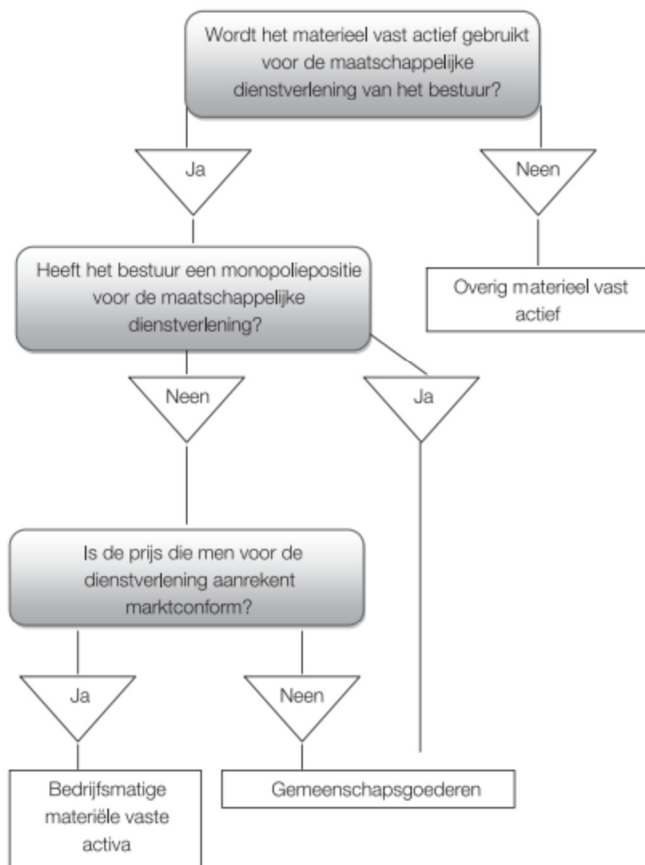 Wordt het materieel vast actief gebruikt
voor de maatschappelijke
dienstverlening van het bestuur?
Ja
Neen
Heeft het bestuur een monopoliepositie
voor de maatschappelijke
dienstverlening?
Overig materieel vast
actief
Neen
Ja
Is de prijs die men voor de
dienstverlening aanrekent
marktconform?
Ja
Neen
Bedrijfsmatige
materiële vaste
activa
Gemeenschapsgoederen